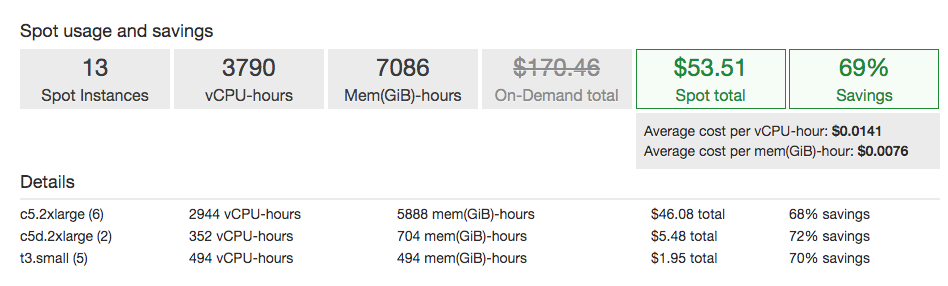 Spot usage and savings
13 3790 7086 $170.46 $53.51 69%
Spot Instances vCPU-hours Mem(GiB)-hours On-Demand total Spot total Savings
Average cost per vCPU-hour: $0.0141
Average cost per mem(GiB)-hour: $0.0076
Details
c5.2xlarge (6) 2944 vCPU-hours 5888 mem(GiB)-hours $46.08 total 68% savings
c5d.2xlarge (2) 352 vCPU-hours 704 mem(GiB)-hours $5.48 total 72% savings
t3.small (5) 494 vCPU-hours 494 mem(GiB)-hours $1.95 total 70% savings